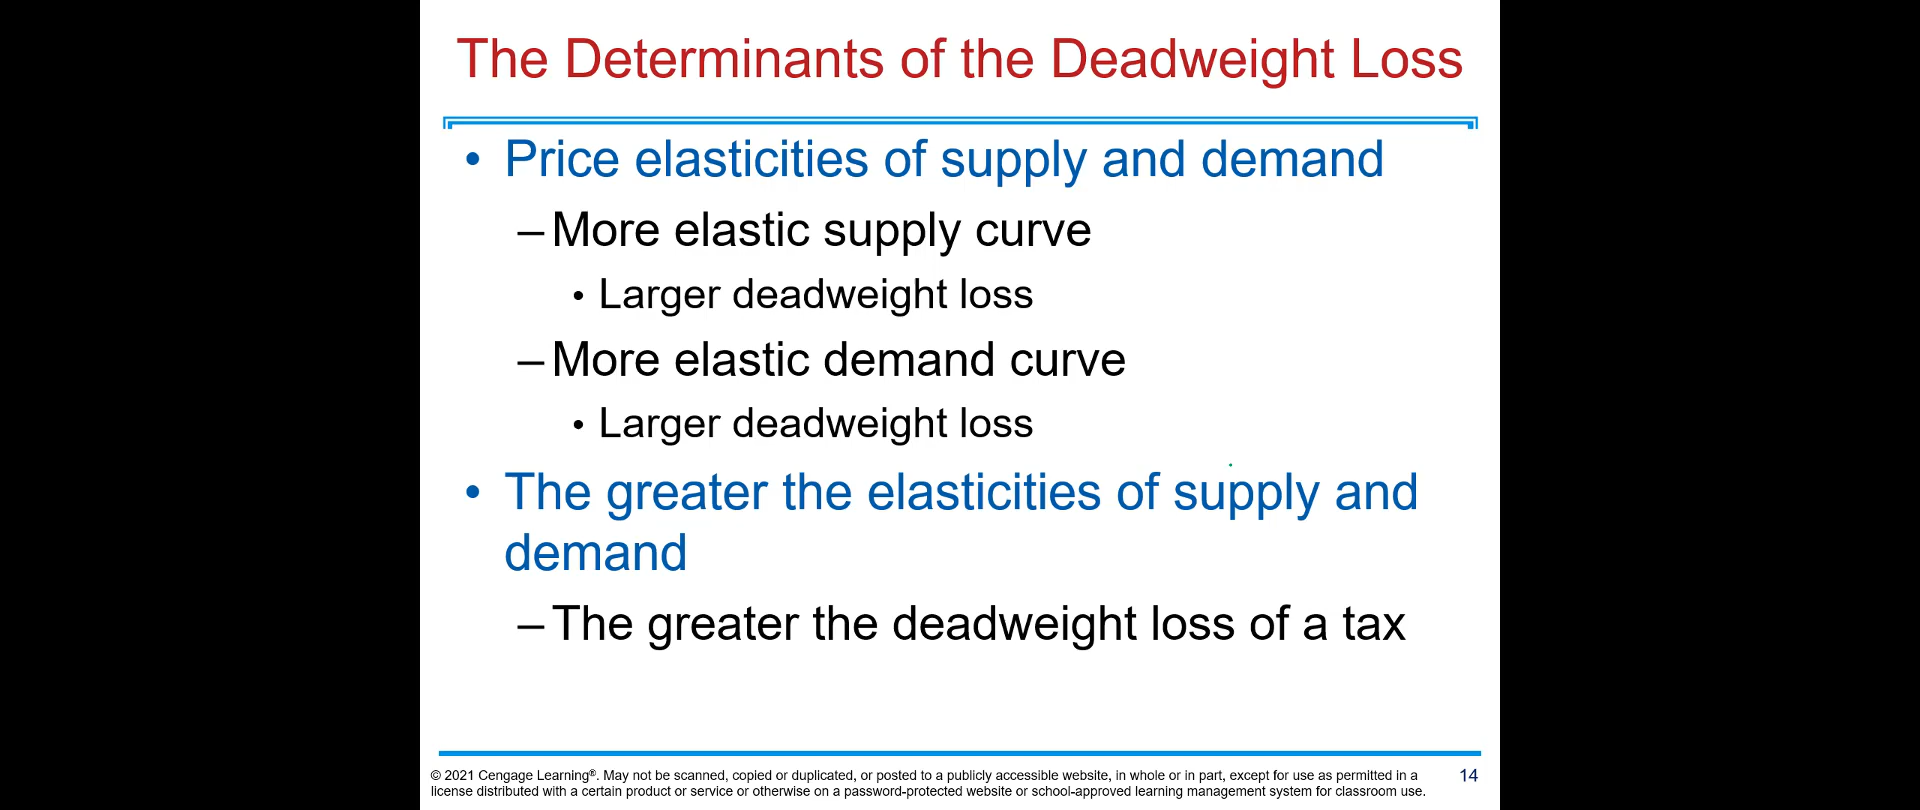 The Determinants of the Deadweight Loss
• Price elasticities of supply and demand
– More elastic supply curve
• Larger deadweight loss
– More elastic demand curve
• Larger deadweight loss
• The greater the elasticities of supply and
demand
– The greater the deadweight loss of a tax
© 2021 Cengage Learning®. May not be scanned, copied or duplicated, or posted to a publicly accessible website, in whole or in part, except for use as permitted in a
license distributed with a certain product or service or otherwise on a password-protected website or school-approved learning management system for classroom use.
14